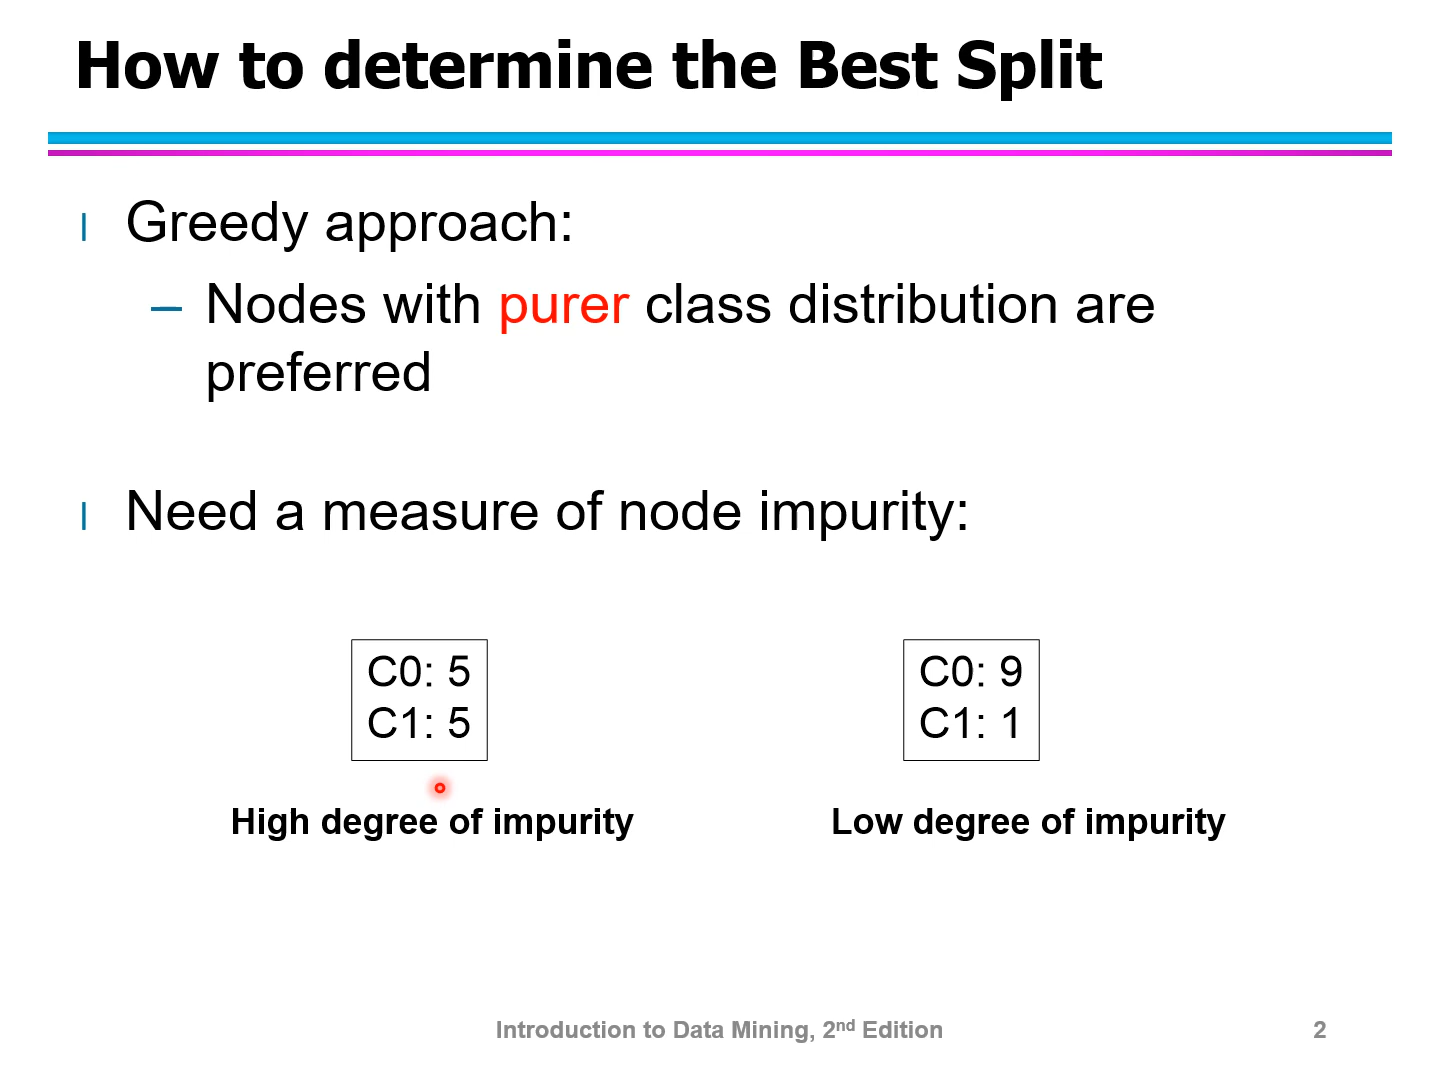 How to determine the Best Split
l Greedy approach:
– Nodes with purer class distribution are
preferred
l Need a measure of node impurity:
C0: 5
C1: 5
C0: 9
C1: 1
High degree of impurity
Low degree of impurity
Introduction to Data Mining, 2nd Edition
2